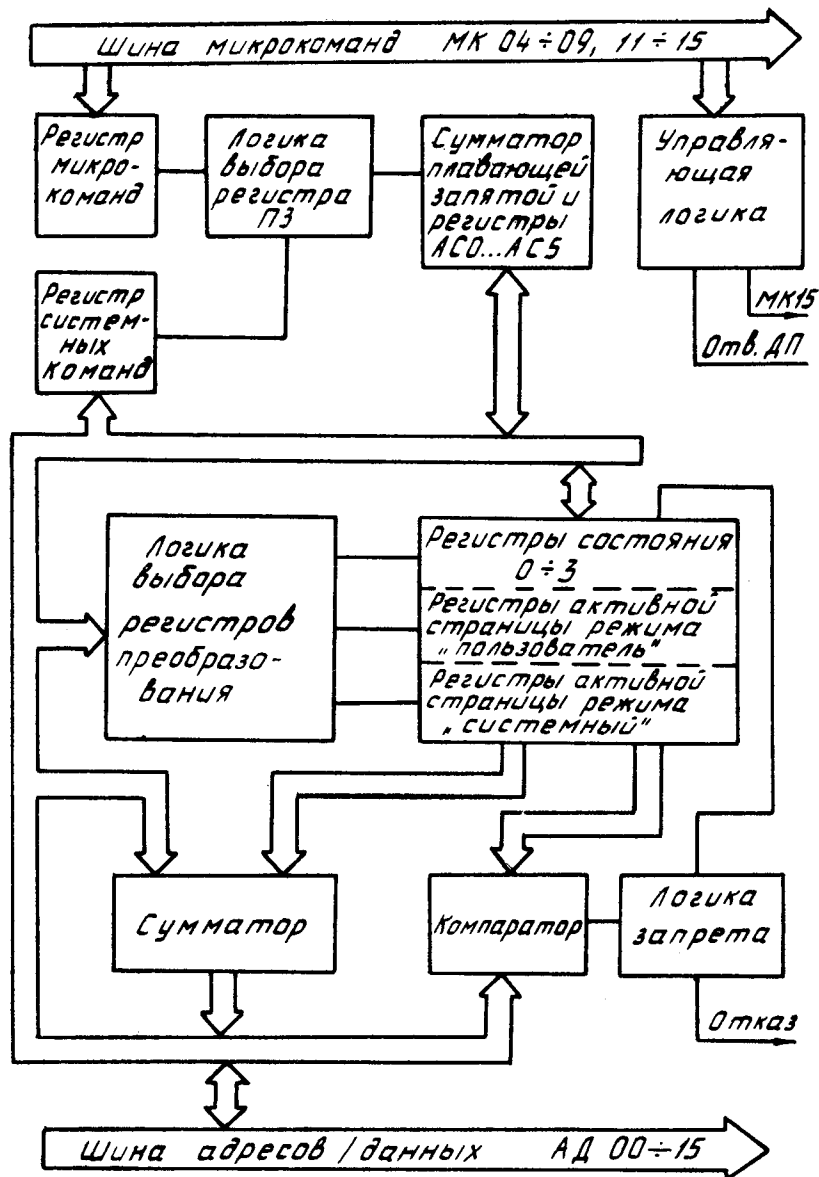 Шина микрокоманд МК 04÷09, 11÷15
Регистр
микро-
команд
Логика
выбора
регистра
ПЗ
Сумматор
плавающей
запятой и
регистры
АС0...АС5
Управля-
ющая
логика
МК15
Отв. ДП
Регистр
систем-
ных
команд
Логика
выбора
регистров
преобразо-
вания
Регистры состояния
0÷3
Регистры активной
страницы режима
„пользователь"
Регистры активной
страницы режима
„системный"
Сумматор
Компаратор
Логика
запрета
Отказ
Шина адресов / данных АД 00÷15